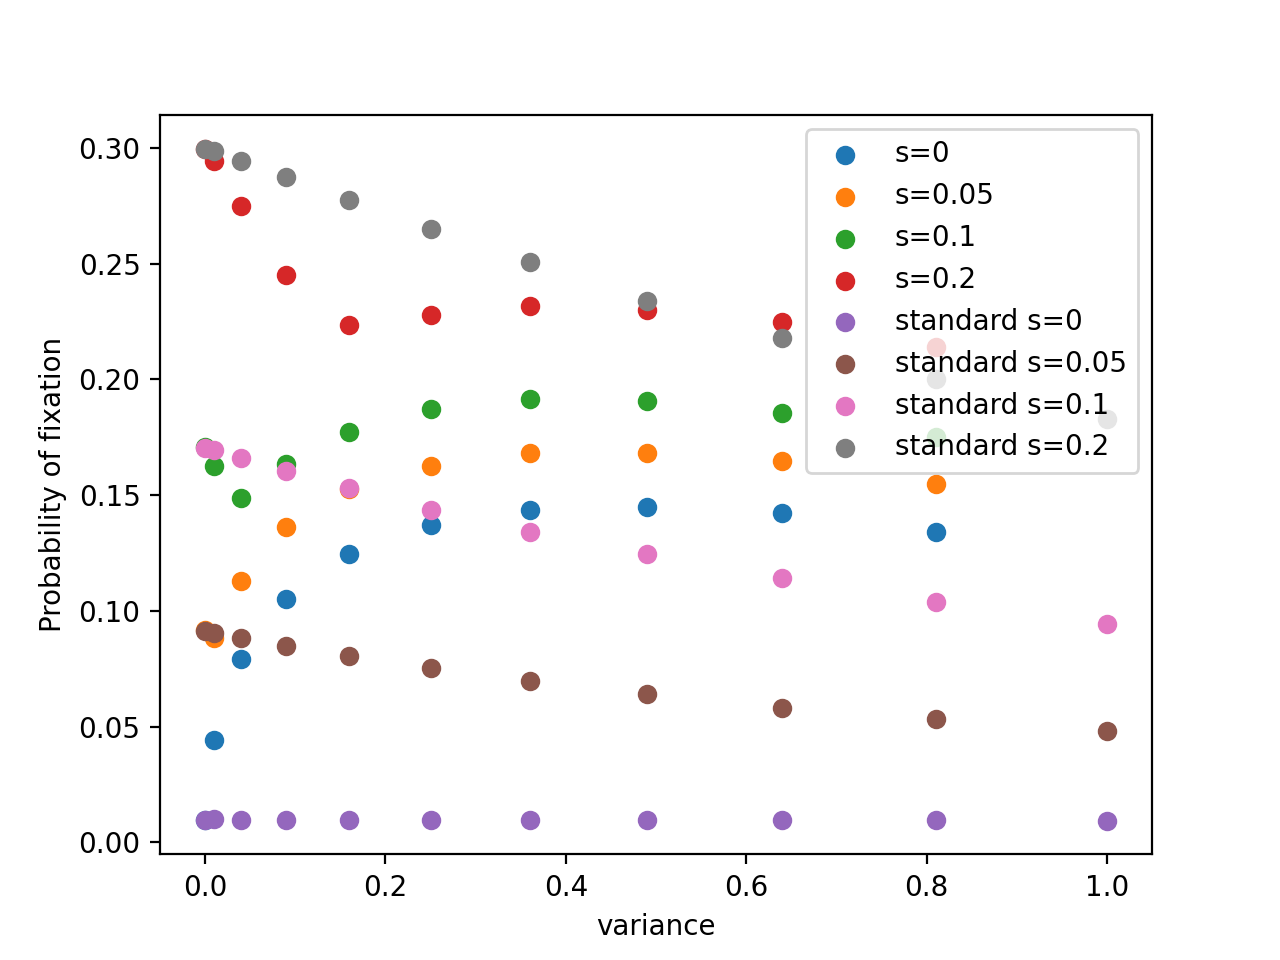 0.30
0.25
0.20
0.15
0.10
0.05
0.00
Probability of fixation
s=0
s=0.05
s=0.1
s=0.2
standard s=0
standard s=0.05
standard s=0.1
standard s=0.2
0.0 0.2 0.4 0.6 0.8 1.0
variance